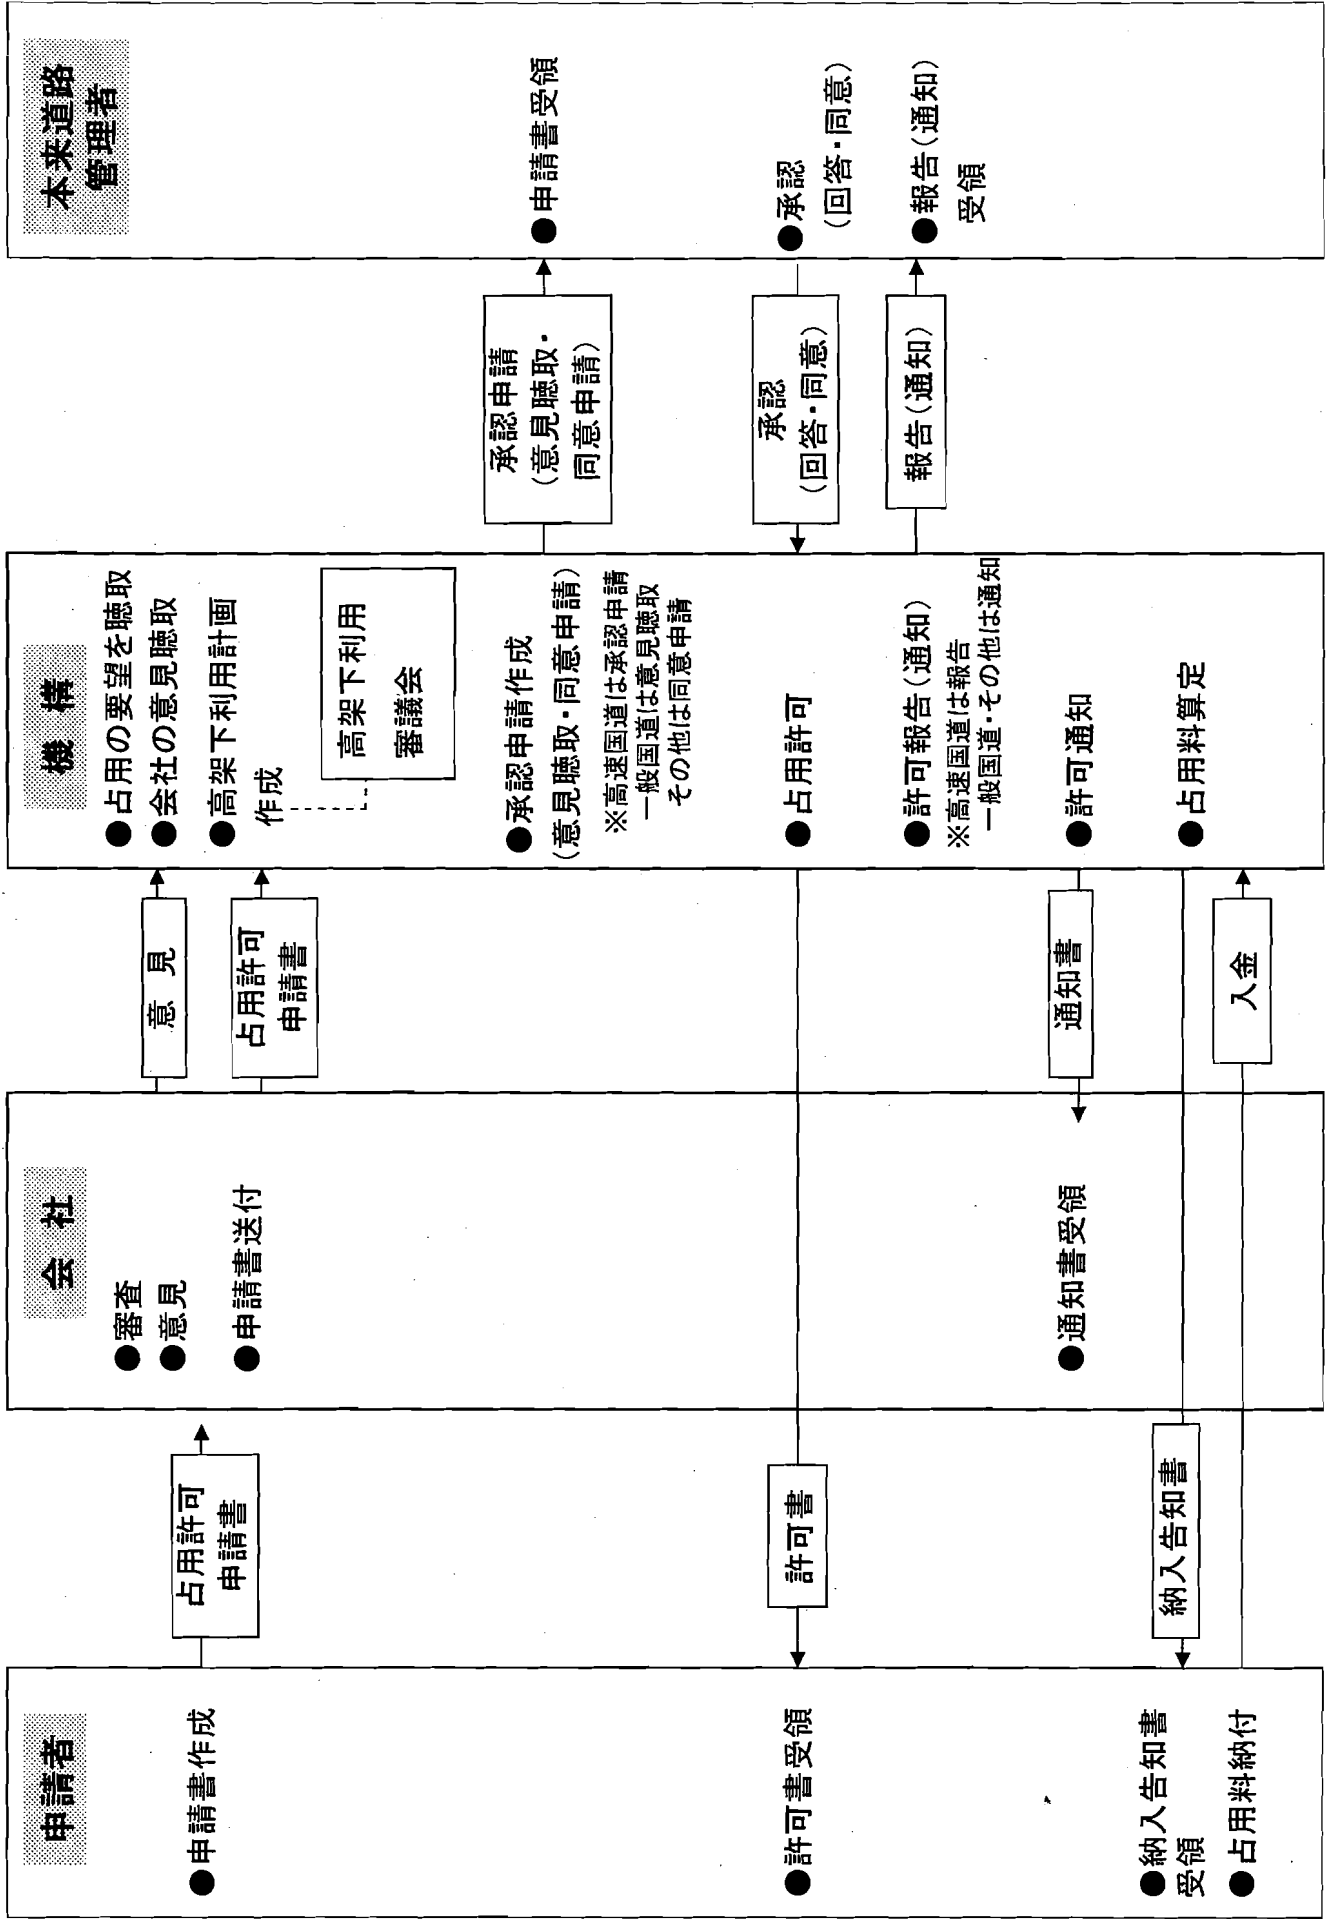 申請者
●申請書作成
●許可書受領
●納入告知書
受領
●占用料納付
占用許可
申請書
許可書
納入告知書
会 社
●審査
●意見
●申請書送付
●通知書受領
意 見
占用許可
申請書
通知書
入金
機 構
●占用の要望を聴取
●会社の意見聴取
●高架下利用計画
作成
高架下利用
審議会
●承認申請作成
(意見聴取・同意申請)
※高速国道は承認申請
一般国道は意見聴取
その他は同意申請
●占用許可
●許可報告(通知)
※高速国道は報告
一般国道・その他は通知
●許可通知
●占用料算定
承認申請
(意見聴取・
同意申請)
承認
(回答・同意)
報告(通知)
本来道路
管理者
●申請書受領
●承認
(回答・同意)
●報告(通知)
受領